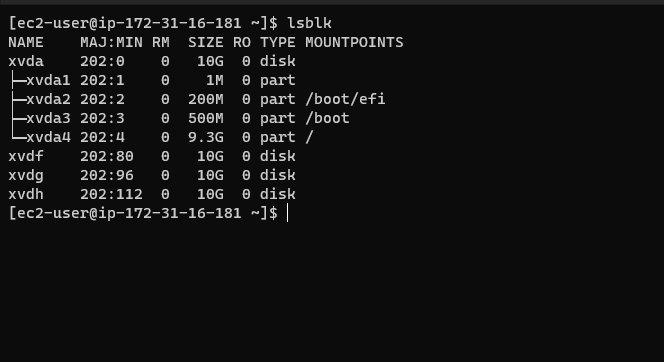 [ec2-user@ip-172-31-16-181 ~]$ lsblk
NAME    MAJ:MIN RM  SIZE RO TYPE MOUNTPOINTS
xvda    202:0    0   10G  0 disk
├─xvda1 202:1    0    1M  0 part
├─xvda2 202:2    0  200M  0 part /boot/efi
├─xvda3 202:3    0  500M  0 part /boot
└─xvda4 202:4    0  9.3G  0 part /
xvdf    202:80   0   10G  0 disk
xvdg    202:96   0   10G  0 disk
xvdh    202:112  0   10G  0 disk
[ec2-user@ip-172-31-16-181 ~]$